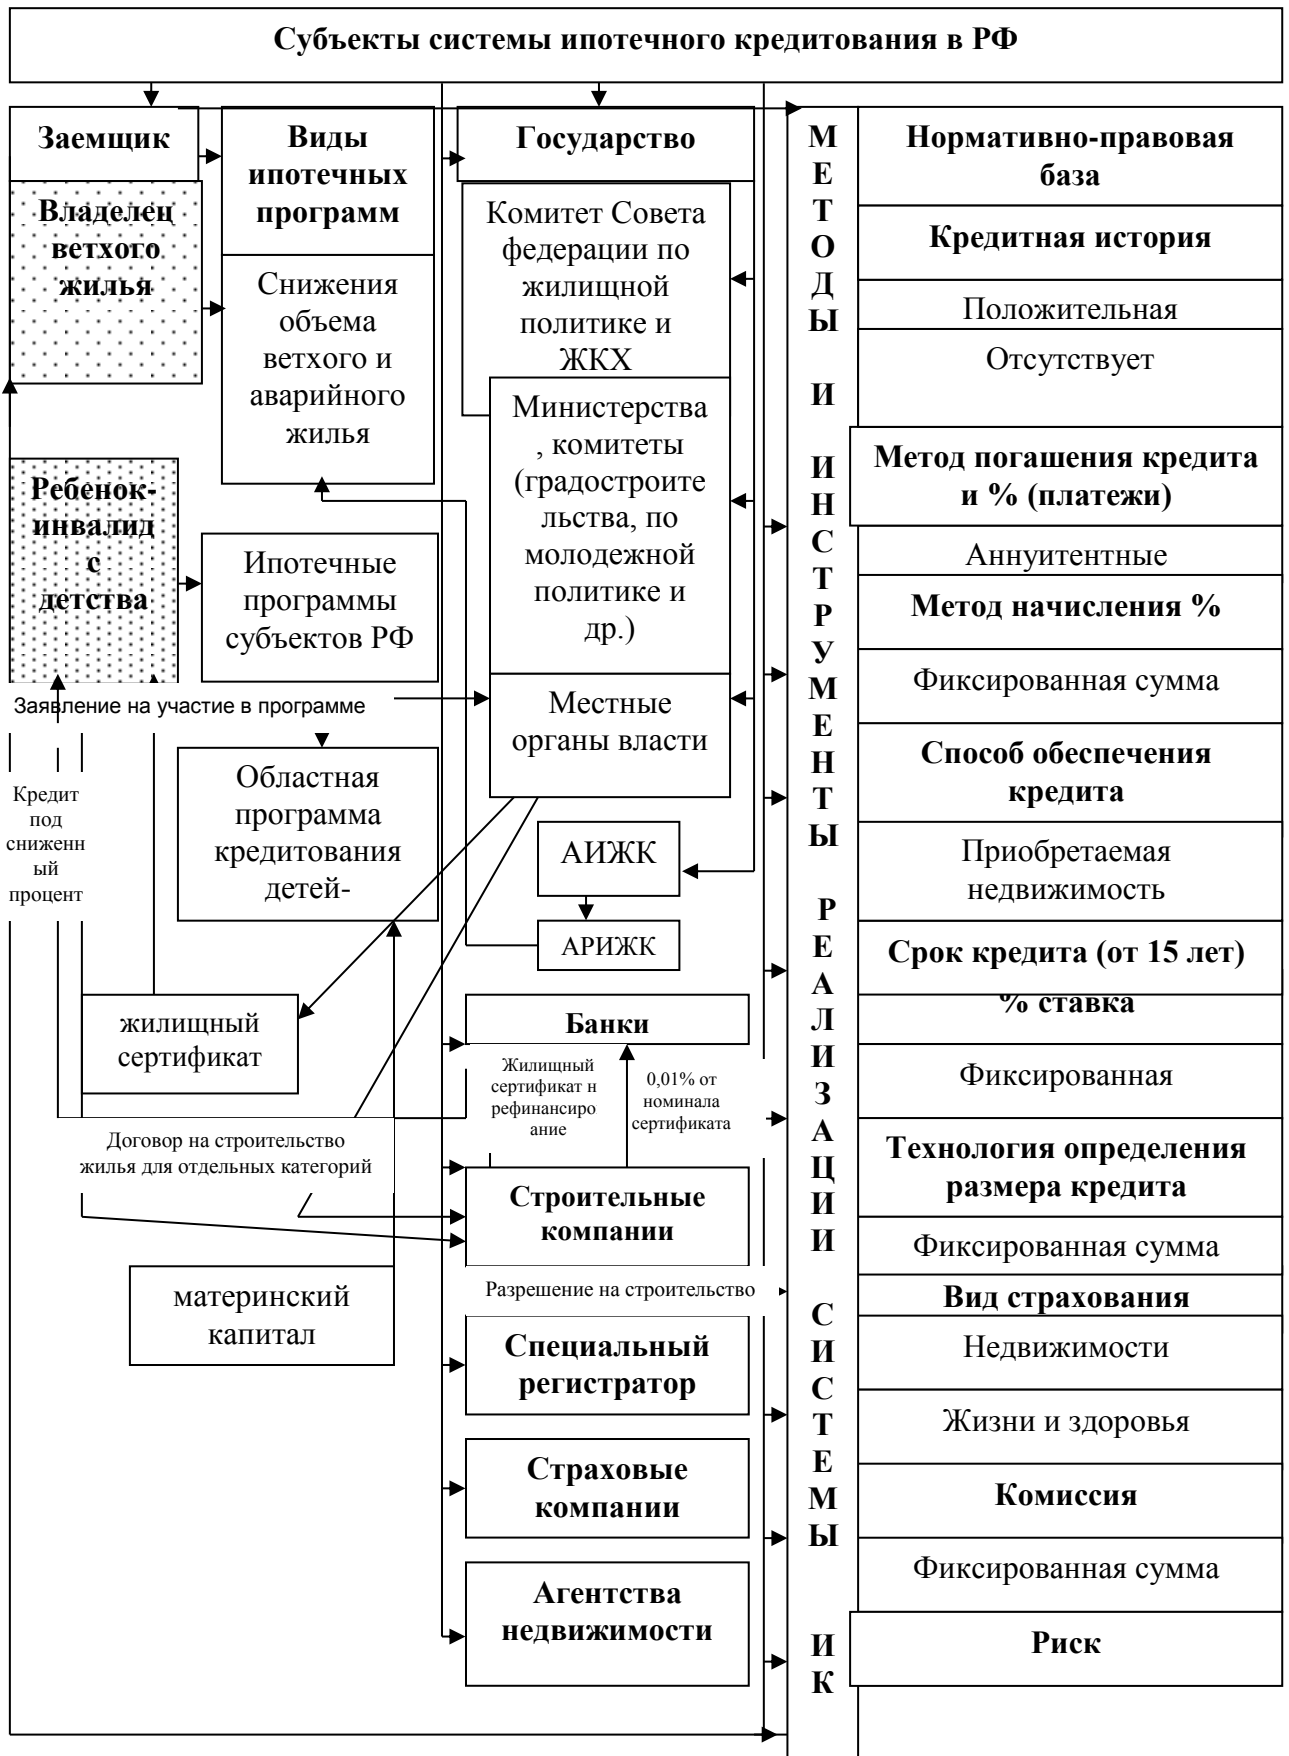 Субъекты системы ипотечного кредитования в РФ
Заемщик
Владелец
ветхого
жилья
Ребенок-
инвалид
с
детства
Заявление на участие в программе
Кредит
под
сниженн
ый
процент
Виды
ипотечных
программ
Снижения
объема
ветхого и
аварийного
жилья
Ипотечные
программы
субъектов РФ
Областная
программа
кредитования
детей-
жилищный
сертификат
Договор на строительство
жилья для отдельных категорий
материнский
капитал
Государство
Комитет Совета
федерации по
жилищной
политике и
ЖКХ
Министерства
, комитеты
(градостроите
льства, по
молодежной
политике и
др.)
Местные
органы власти
АИЖК
АРИЖК
Банки
Жилищный
сертификат н
рефинансиро
ание
0,01% от
номинала
сертификата
Строительные
компании
Разрешение на строительство
Специальный
регистратор
Страховые
компании
Агентства
недвижимости
М
Е
Т
О
Д
Ы
И
И
Н
С
Т
Р
У
М
Е
Н
Т
Ы
Р
Е
А
Л
И
З
А
Ц
И
И
С
И
С
Т
Е
М
Ы
И
К
Нормативно-правовая
база
Кредитная история
Положительная
Отсутствует
Метод погашения кредита
и % (платежи)
Аннуитентные
Метод начисления %
Фиксированная сумма
Способ обеспечения
кредита
Приобретаемая
недвижимость
Срок кредита (от 15 лет)
% ставка
Фиксированная
Технология определения
размера кредита
Фиксированная сумма
Вид страхования
Недвижимости
Жизни и здоровья
Комиссия
Фиксированная сумма
Риск